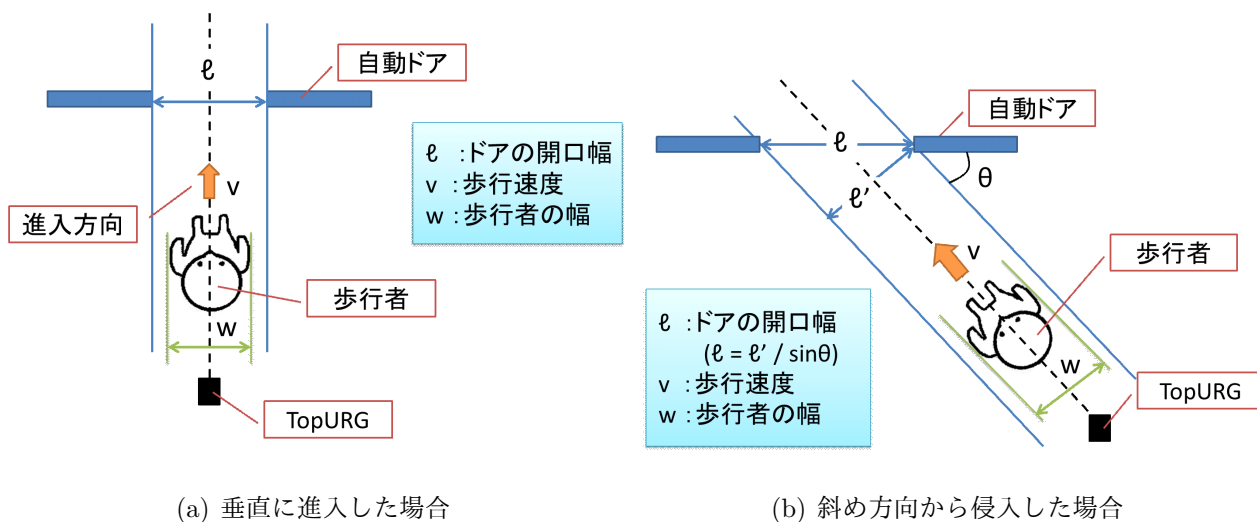 ℓ
自動ドア
ℓ :ドアの開口幅
v :歩行速度
w :歩行者の幅
v
進入方向
歩行者
w
TopURG
(a) 垂直に進入した場合
自動ドア
ℓ
θ
ℓ’
v
歩行者
ℓ :ドアの開口幅
(ℓ = ℓ’ / sinθ)
v :歩行速度
w :歩行者の幅
w
TopURG
(b) 斜め方向から侵入した場合